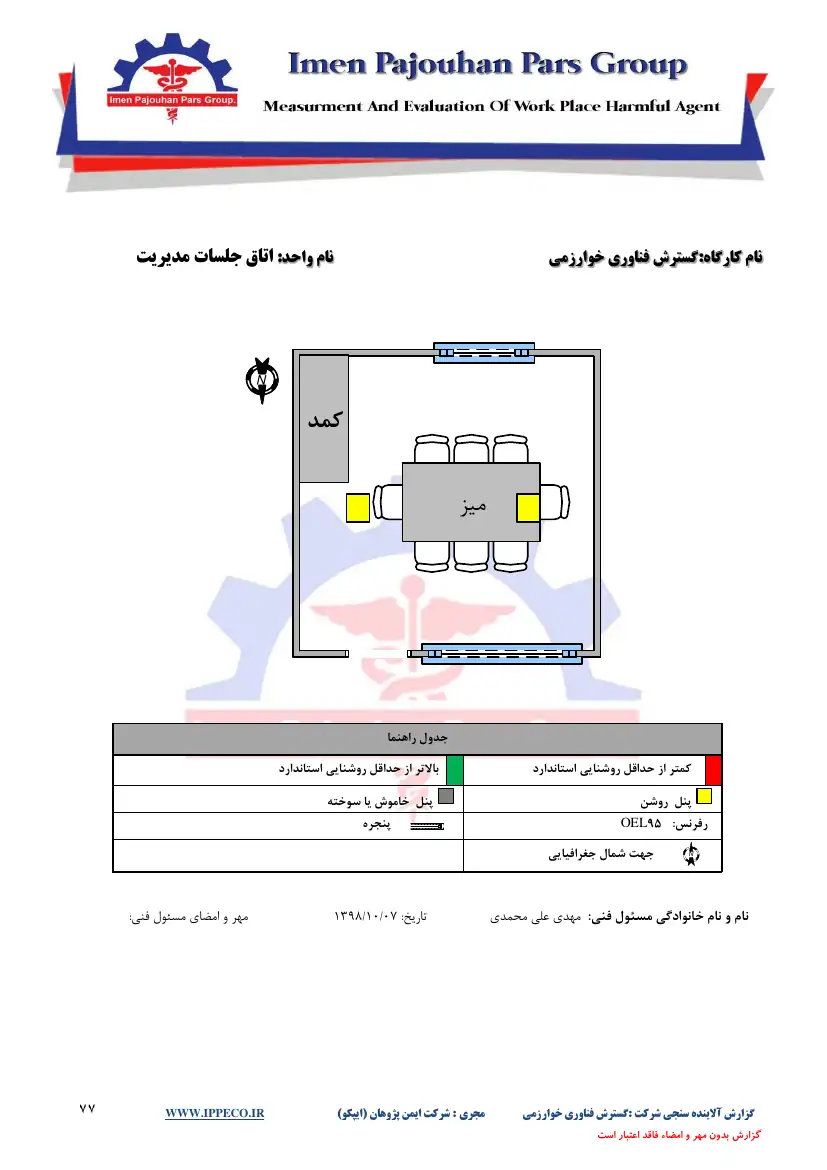 Imen Pajouhan Pars Group
Imen Pajouhan Pars Group.
Measurment And Evaluation Of Work Place Harmful Agent
نام کارگاه:گسترش فناوری خوارزمی نام واحد: اتاق جلسات مدیریت
N
کمد
میز
جدول راهنما
کمتر از حداقل روشنایی استاندارد بالاتر از حداقل روشنایی استاندارد
پنل روشن پنل خاموش یا سوخته
رفرنس: OEL۹۵ پنجره
جهت شمال جغرافیایی
نام و نام خانوادگی مسئول فنی: مهدی علی محمدی تاریخ: ۱۳۹۸/۱۰/۰۷ مهر و امضای مسئول فنی:
گزارش آلاینده سنجی شرکت :گسترش فناوری خوارزمی مجری : شرکت ایمن پژوهان (ایپکو) WWW.IPPECO.IR ۷۷
گزارش بدون مهر و امضاء فاقد اعتبار است